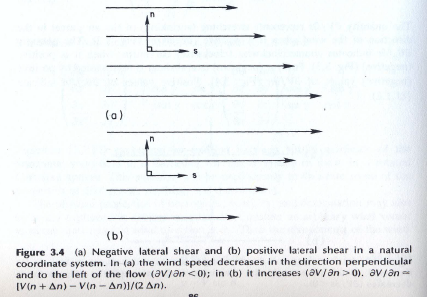 n
s
(a)
n
s
(b)
Figure 3.4 (a) Negative lateral shear and (b) positive lateral shear in a natural
coordinate system. In (a) the wind speed decreases in the direction perpendicular
and to the left of the flow (∂V/∂n < 0); in (b) it increases (∂V/∂n > 0). ∂V/∂n ≈
[V(n + Δn) − V(n − Δn)]/(2 Δn).